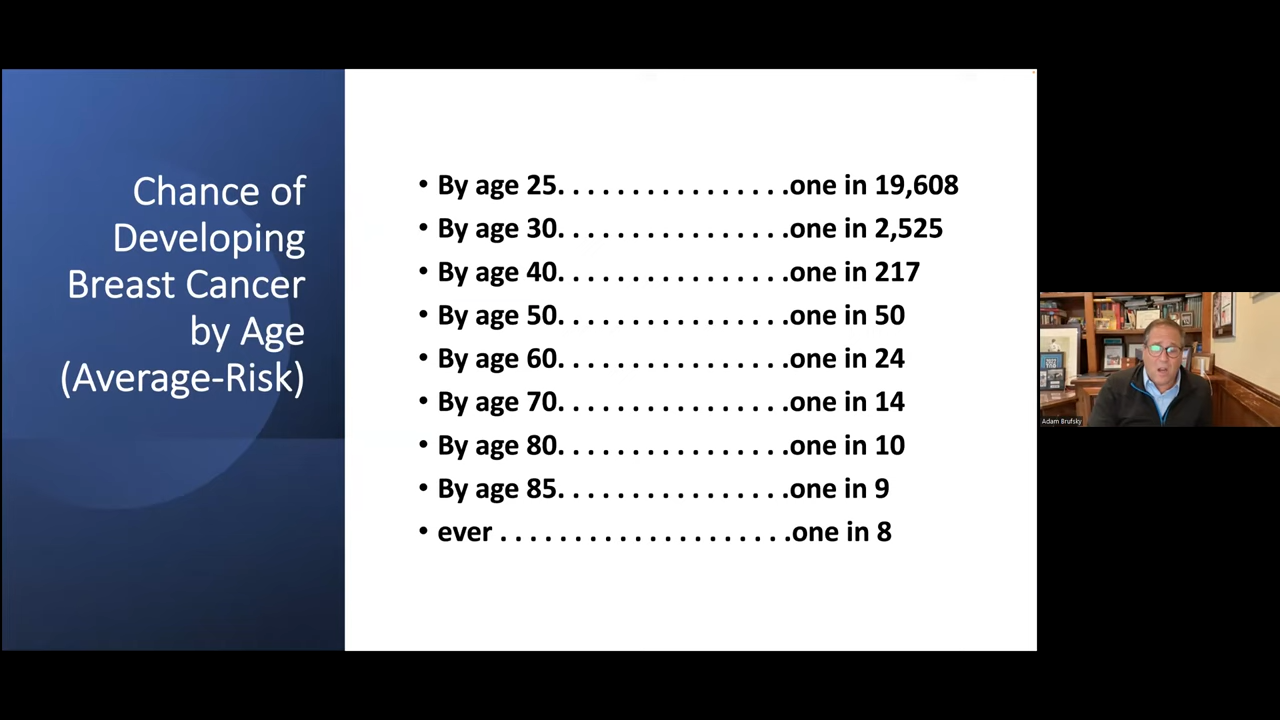 Chance of
Developing
Breast Cancer
by Age
(Average-Risk)
• By age 25. . . . . . . . . . . . . . . .one in 19,608
• By age 30. . . . . . . . . . . . . . . .one in 2,525
• By age 40. . . . . . . . . . . . . . . .one in 217
• By age 50. . . . . . . . . . . . . . . .one in 50
• By age 60. . . . . . . . . . . . . . . .one in 24
• By age 70. . . . . . . . . . . . . . . .one in 14
• By age 80. . . . . . . . . . . . . . . .one in 10
• By age 85. . . . . . . . . . . . . . . .one in 9
• ever . . . . . . . . . . . . . . . . . . . .one in 8
Adam Brufsky